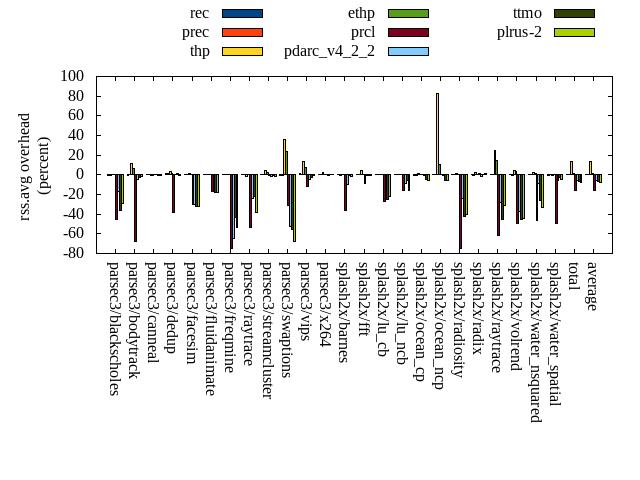 rec ethp ttmo
prec prcl plrus-2
thp pdarc_v4_2_2
rss.avg overhead
(percent)
100
80
60
40
20
0
-20
-40
-60
-80
parsec3/blackscholes
parsec3/bodytrack
parsec3/canneal
parsec3/dedup
parsec3/facesim
parsec3/fluidanimate
parsec3/freqmine
parsec3/raytrace
parsec3/streamcluster
parsec3/swaptions
parsec3/vips
parsec3/x264
splash2x/barnes
splash2x/fft
splash2x/lu_cb
splash2x/lu_ncb
splash2x/ocean_cp
splash2x/ocean_ncp
splash2x/radiosity
splash2x/radix
splash2x/raytrace
splash2x/volrend
splash2x/water_nsquared
splash2x/water_spatial
total
average